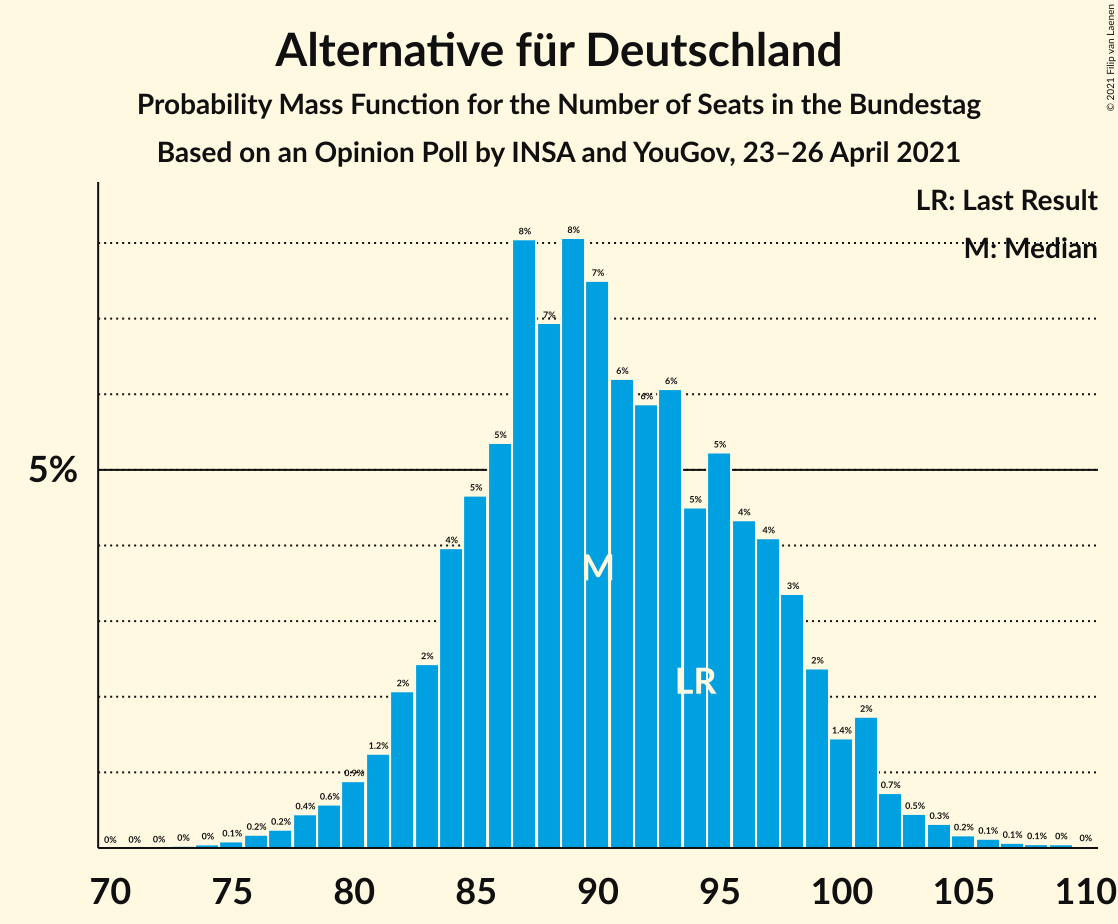 Alternative für Deutschland
Probability Mass Function for the Number of Seats in the Bundestag
Based on an Opinion Poll by INSA and YouGov, 23–26 April 2021
© 2021 Filip van Laenen
LR: Last Result
M: Median
5%
0% 0% 0% 0% 0% 0.1% 0.2% 0.2% 0.4% 0.6% 0.9% 1.2% 2% 2% 4% 5% 5% 8% 7% 8% 7% 6% 6% 6% 5% 5% 4% 4% 3% 2% 1.4% 2% 0.7% 0.5% 0.3% 0.2% 0.1% 0.1% 0.1% 0% 0%
M
LR
70 75 80 85 90 95 100 105 110